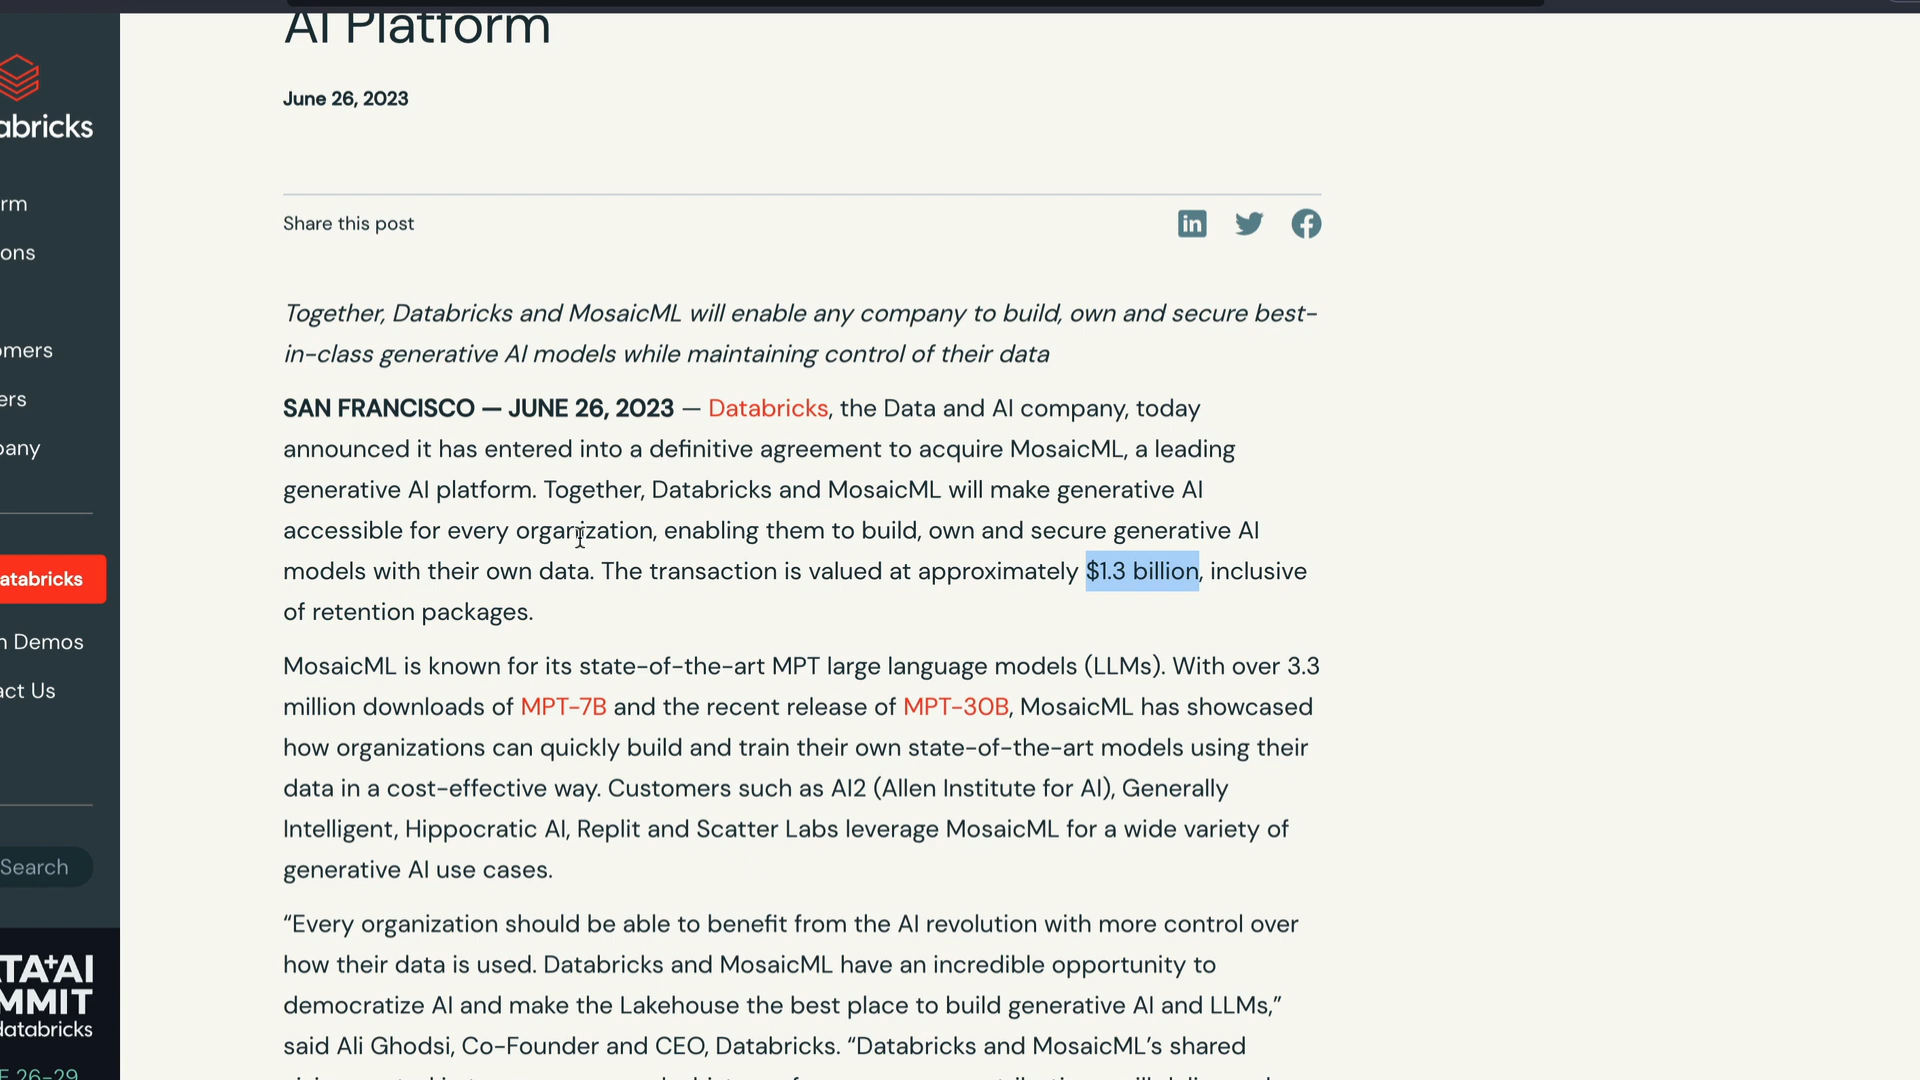 AI Platform
June 26, 2023
abricks
rm
ons
omers
ers
pany
atabricks
n Demos
act Us
Search
TA+AI
MMIT
databricks
E 26-29
Share this post
Together, Databricks and MosaicML will enable any company to build, own and secure best-
in-class generative AI models while maintaining control of their data
SAN FRANCISCO — JUNE 26, 2023 — Databricks, the Data and AI company, today
announced it has entered into a definitive agreement to acquire MosaicML, a leading
generative AI platform. Together, Databricks and MosaicML will make generative AI
accessible for every organization, enabling them to build, own and secure generative AI
models with their own data. The transaction is valued at approximately $1.3 billion, inclusive
of retention packages.
MosaicML is known for its state-of-the-art MPT large language models (LLMs). With over 3.3
million downloads of MPT-7B and the recent release of MPT-30B, MosaicML has showcased
how organizations can quickly build and train their own state-of-the-art models using their
data in a cost-effective way. Customers such as AI2 (Allen Institute for AI), Generally
Intelligent, Hippocratic AI, Replit and Scatter Labs leverage MosaicML for a wide variety of
generative AI use cases.
“Every organization should be able to benefit from the AI revolution with more control over
how their data is used. Databricks and MosaicML have an incredible opportunity to
democratize AI and make the Lakehouse the best place to build generative AI and LLMs,”
said Ali Ghodsi, Co-Founder and CEO, Databricks. “Databricks and MosaicML’s shared